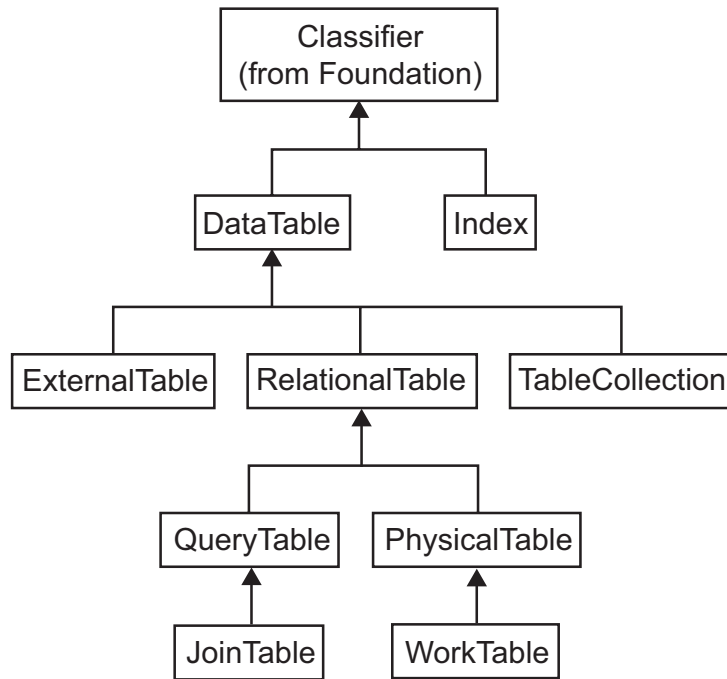 Classifier
(from Foundation)
DataTable
Index
ExternalTable
RelationalTable
TableCollection
QueryTable
PhysicalTable
JoinTable
WorkTable